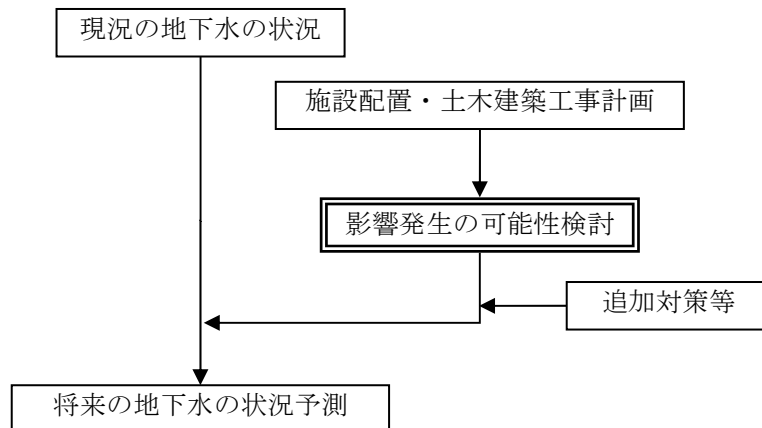 現況の地下水の状況
施設配置・土木建築工事計画
影響発生の可能性検討
追加対策等
将来の地下水の状況予測